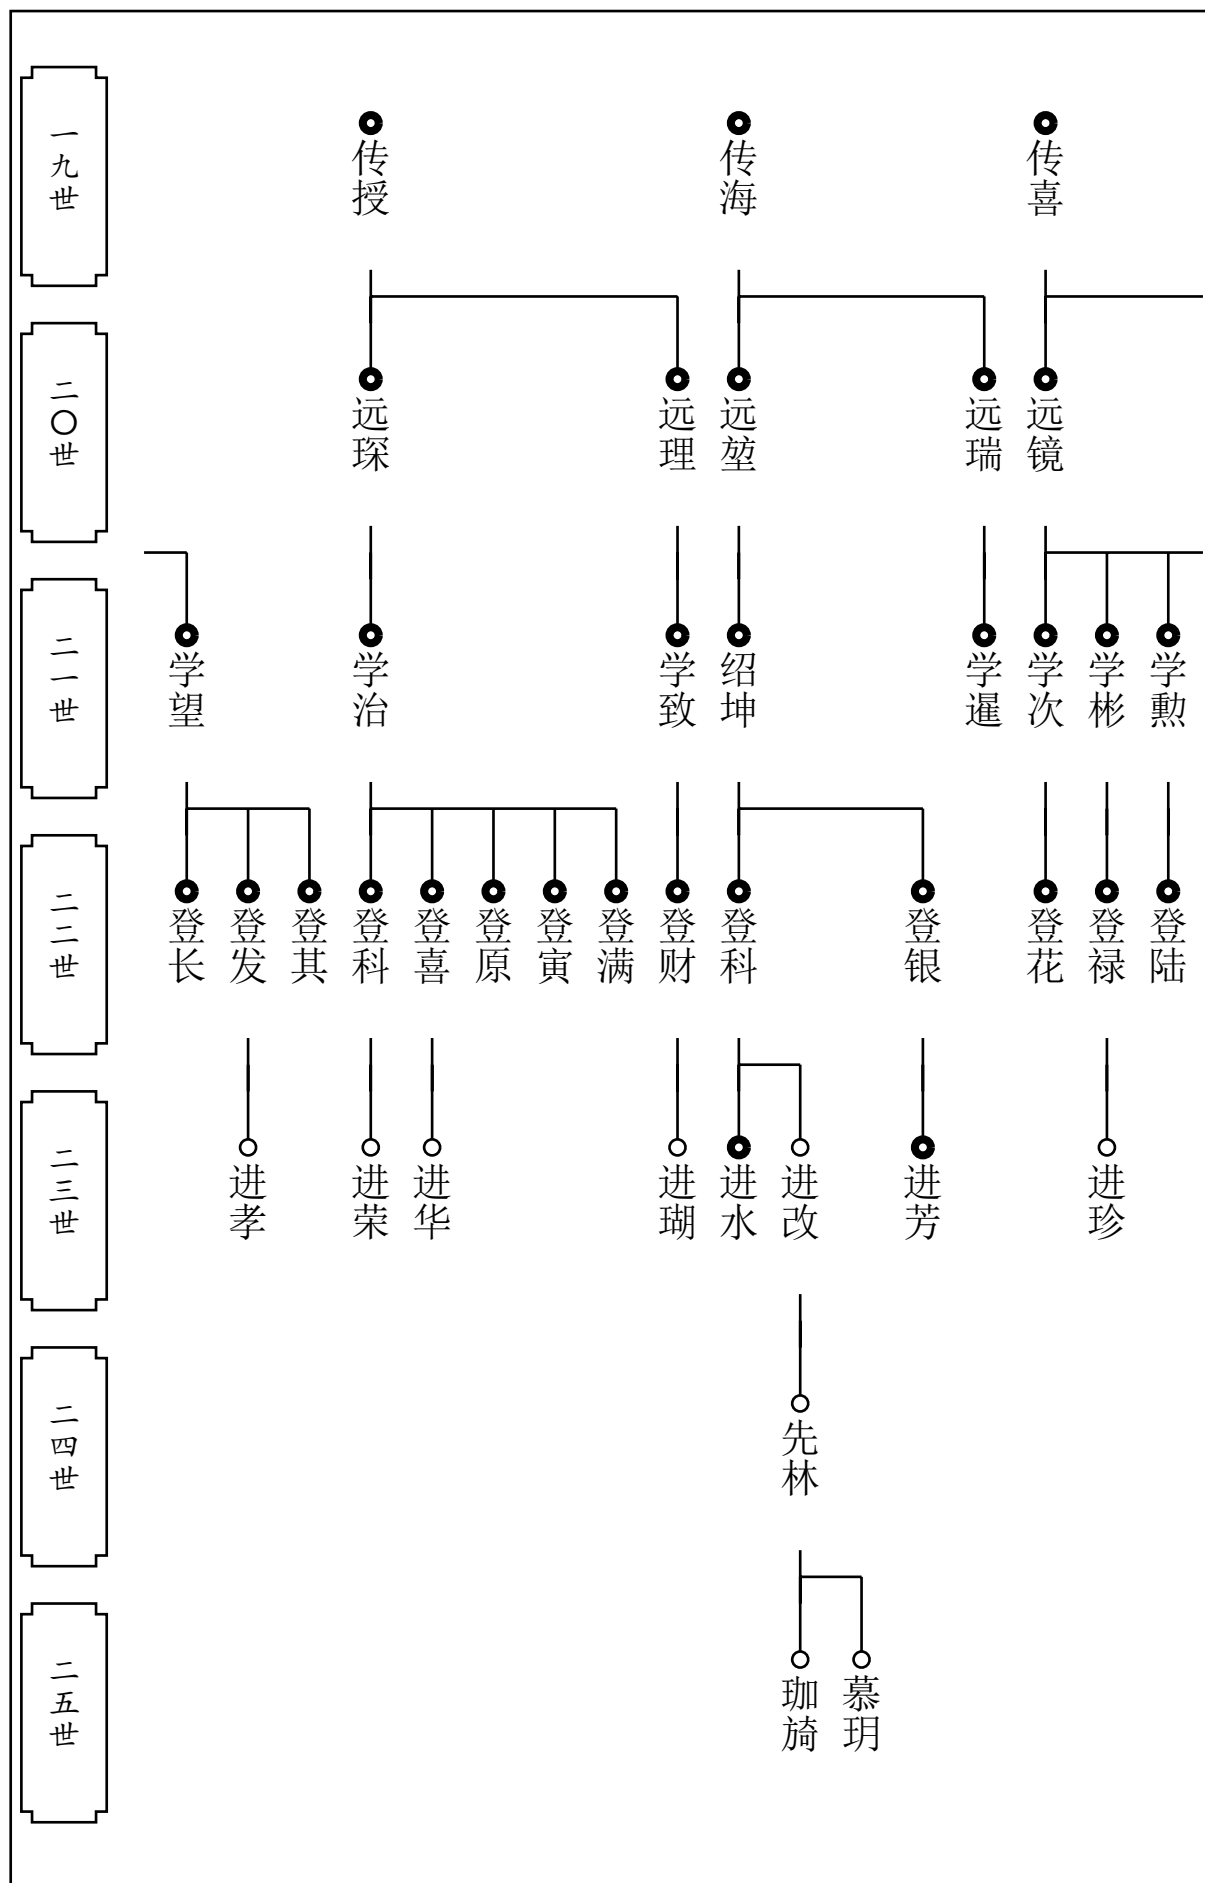 一九世
传授
传海
传喜
二〇世
远琛
远理
远堃
远瑞
远镜
二一世
学望
学治
学致
绍坤
学暹
学次
学彬
学勲
二二世
登长
登发
登其
登科
登喜
登原
登寅
登满
登财
登科
登银
登花
登禄
登陆
二三世
进孝
进荣
进华
进瑚
进水
进改
进芳
进珍
二四世
先林
二五世
珈旖
慕玥